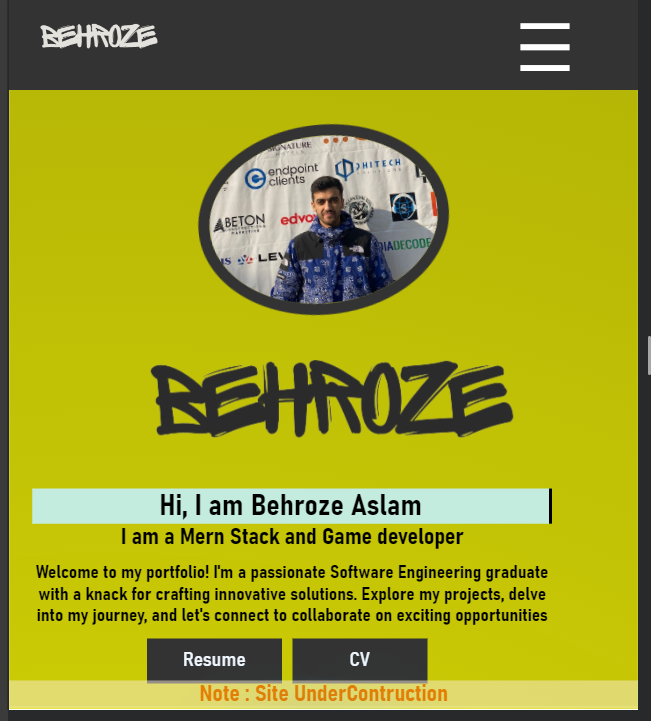 BEHROZE
SIGNATURE
endpoint
clients
HITECH
BETON
edvo
LEV
DIADECODE
BEHROZE
Hi, I am Behroze Aslam
I am a Mern Stack and Game developer
Welcome to my portfolio! I'm a passionate Software Engineering graduate
with a knack for crafting innovative solutions. Explore my projects, delve
into my journey, and let's connect to collaborate on exciting opportunities
Resume CV
Note : Site UnderContruction